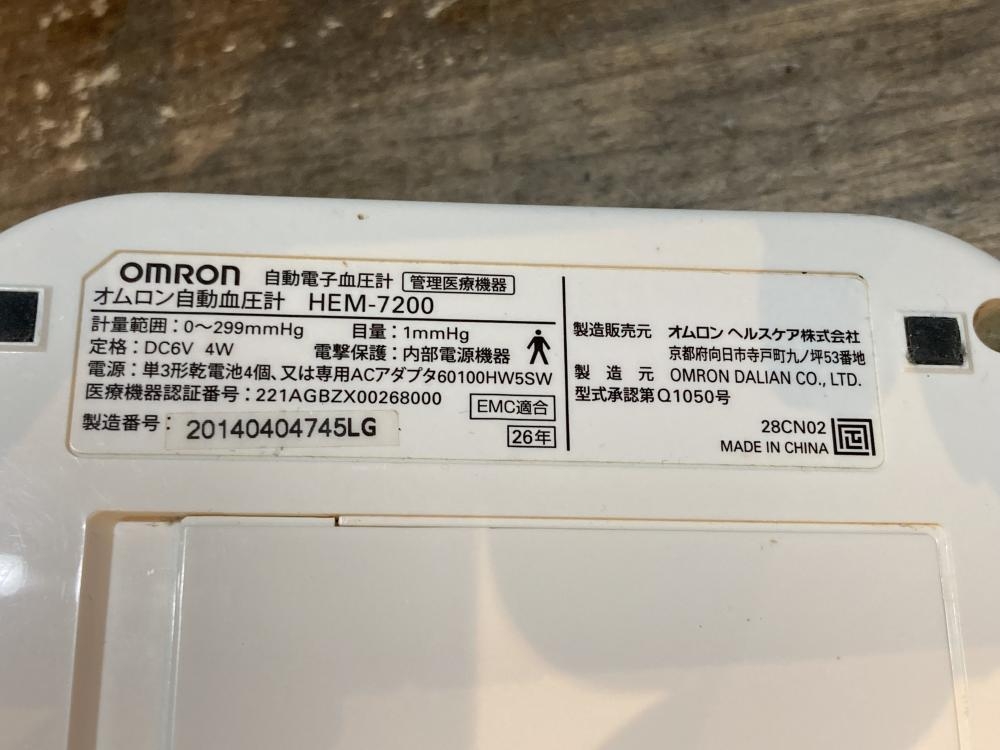 OMRON 自動電子血圧計 管理医療機器
オムロン自動血圧計 HEM-7200
計量範囲:0〜299mmHg 目量:1mmHg
定格:DC6V 4W 電撃保護:内部電源機器
電源:単3形乾電池4個、又は専用ACアダプタ60100HW5SW
医療機器認証番号:221AGBZX00268000
EMC適合
製造番号: 20140404745LG
26年
製造販売元 オムロン ヘルスケア株式会社
京都府向日市寺戸町九ノ坪53番地
製造元 OMRON DALIAN CO., LTD.
型式承認第Q1050号
28CN02
MADE IN CHINA